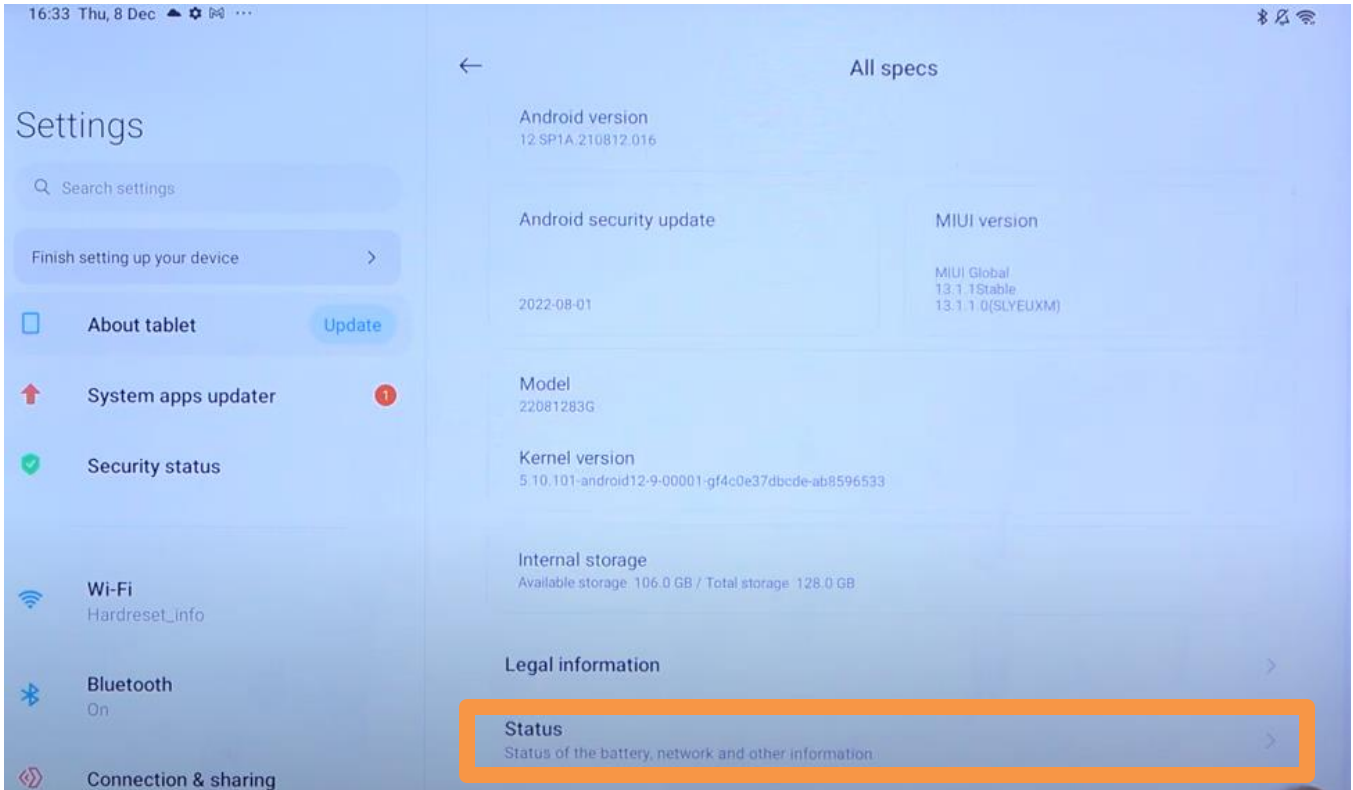 16:33 Thu, 8 Dec ...
Settings
Search settings
Finish setting up your device
About tablet
Update
System apps updater
1
Security status
Wi-Fi
Hardreset_info
Bluetooth
On
Connection & sharing
All specs
Android version
12 SP1A.210812.016
Android security update
2022-08-01
MIUI version
MIUI Global
13.1.1Stable
13.1.1.0(SLYEUXM)
Model
22081283G
Kernel version
5.10.101-android12-9-00001-gf4c0e37dbcde-ab8596533
Internal storage
Available storage 106.0 GB / Total storage 128.0 GB
Legal information
Status
Status of the battery, network and other information